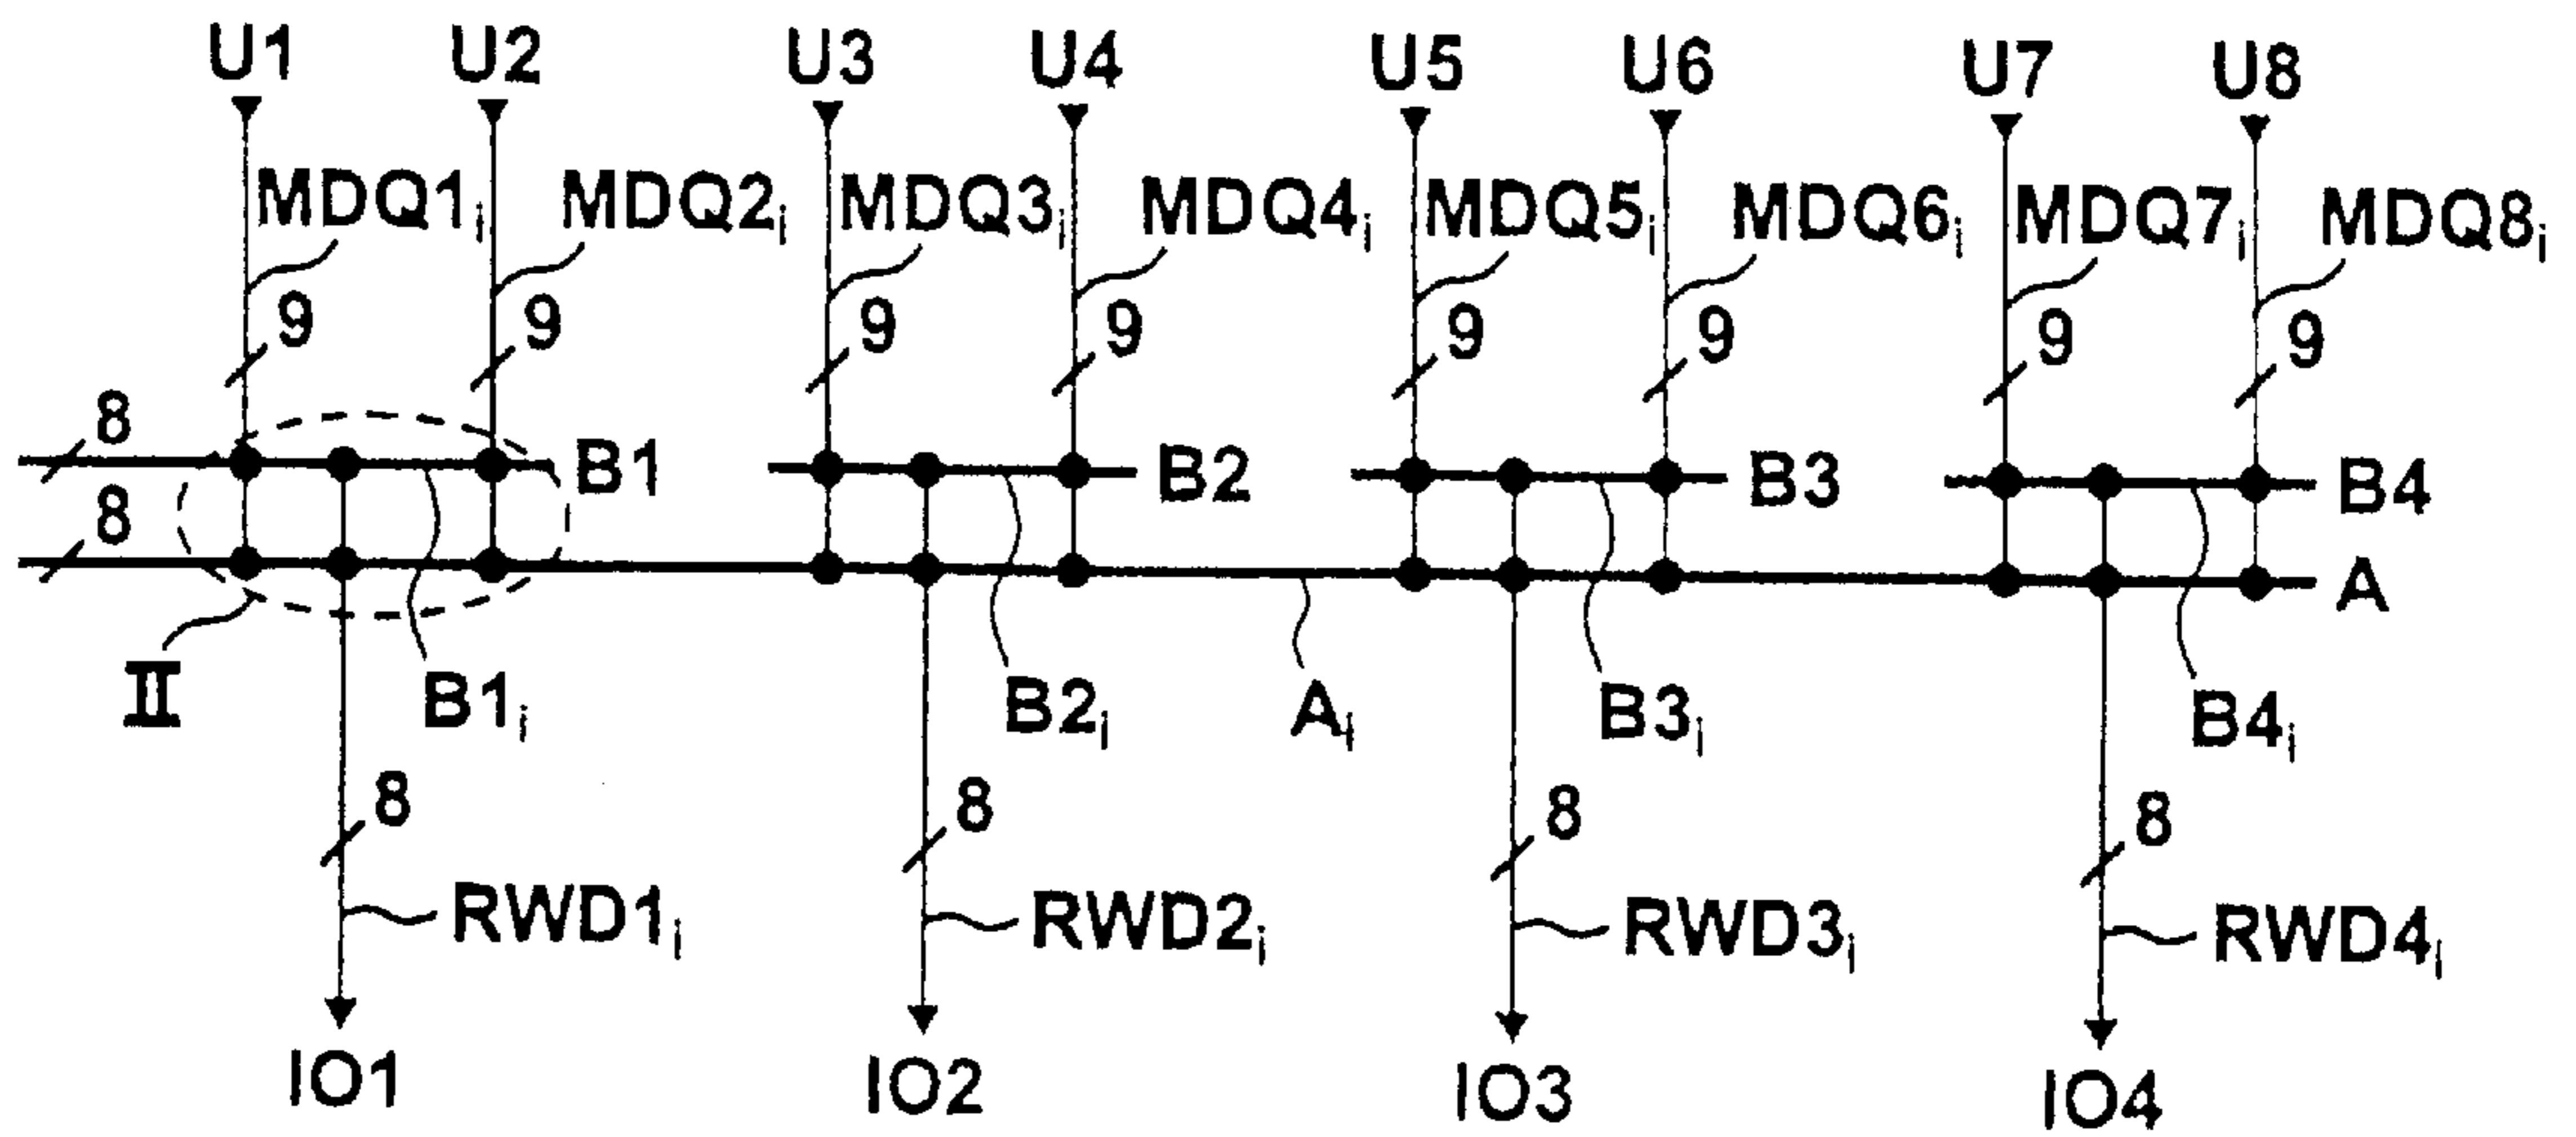 U1 U2 U3 U4 U5 U6 U7 U8
MDQ1i MDQ2i MDQ3i MDQ4i MDQ5i MDQ6i MDQ7i MDQ8i
9 9 9 9 9 9 9 9
8 B1 B2 B3 B4
8 A
II B1i B2i Ai B3i B4i
8 8 8 8
RWD1i RWD2i RWD3i RWD4i
IO1 IO2 IO3 IO4